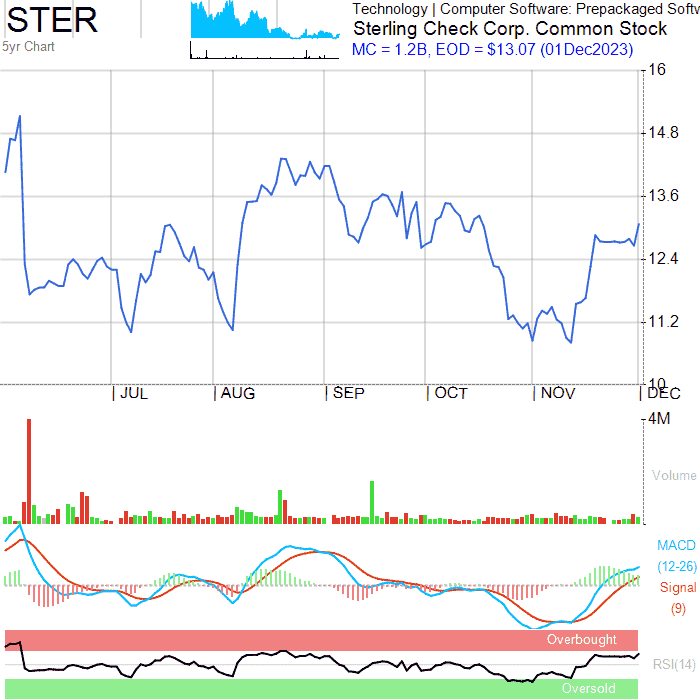 STER
5yr Chart
Technology | Computer Software: Prepackaged Softw
Sterling Check Corp. Common Stock
MC = 1.2B, EOD = $13.07 (01Dec2023)
16
14.8
13.6
12.4
11.2
10
JUL
AUG
SEP
OCT
NOV
DEC
4M
Volume
MACD
(12-26)
Signal
(9)
Overbought
RSI(14)
Oversold